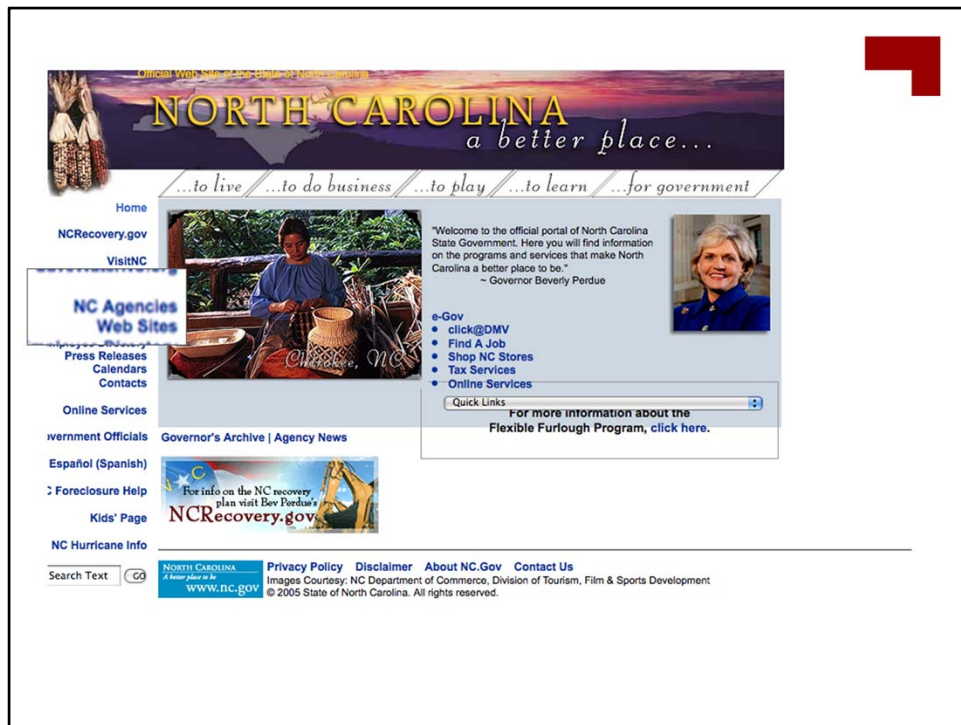 Official Web Site of the State of North Carolina
NORTH CAROLINA
a better place...
...to live
...to do business
...to play
...to learn
...for government
Home
NCRecovery.gov
VisitNC
NC Agencies
Web Sites
Press Releases
Calendars
Contacts
Online Services
Español (Spanish)
Foreclosure Help
Kids' Page
NC Hurricane Info
Search Text
GO
Cherokee, NC
"Welcome to the official portal of North Carolina
State Government. Here you will find information
on the programs and services that make North
Carolina a better place to be."
~ Governor Beverly Perdue
e-Gov
• click@DMV
• Find A Job
• Shop NC Stores
• Tax Services
• Online Services
Quick Links
For more information about the
Flexible Furlough Program, click here.
vernment Officials
Governor's Archive | Agency News
N C
For info on the NC recovery
plan visit Bev Perdue's
NCRecovery.gov
NORTH CAROLINA
A better place to be
www.nc.gov
Privacy Policy Disclaimer About NC.Gov Contact Us
Images Courtesy: NC Department of Commerce, Division of Tourism, Film & Sports Development
© 2005 State of North Carolina. All rights reserved.